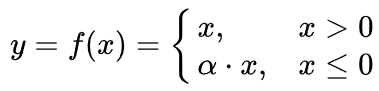 y = f(x) = { x, x > 0
α · x, x ≤ 0